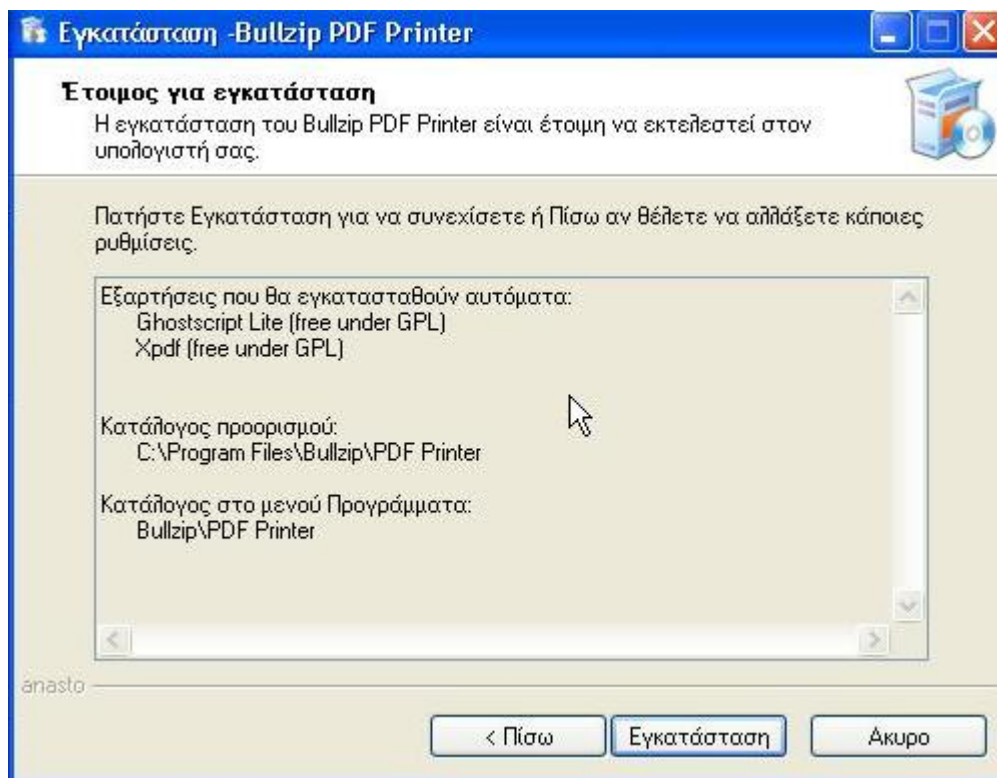 Εγκατάσταση -Bullzip PDF Printer
Έτοιμος για εγκατάσταση
Η εγκατάσταση του Bullzip PDF Printer είναι έτοιμη να εκτελεστεί στον
υπολογιστή σας.
Πατήστε Εγκατάσταση για να συνεχίσετε ή Πίσω αν θέλετε να αλλάξετε κάποιες
ρυθμίσεις.
Εξαρτήσεις που θα εγκατασταθούν αυτόματα:
Ghostscript Lite (free under GPL)
Xpdf (free under GPL)
Κατάλογος προορισμού:
C:\Program Files\Bullzip\PDF Printer
Κατάλογος στο μενού Προγράμματα:
Bullzip\PDF Printer
anasto
< Πίσω Εγκατάσταση Ακυρο